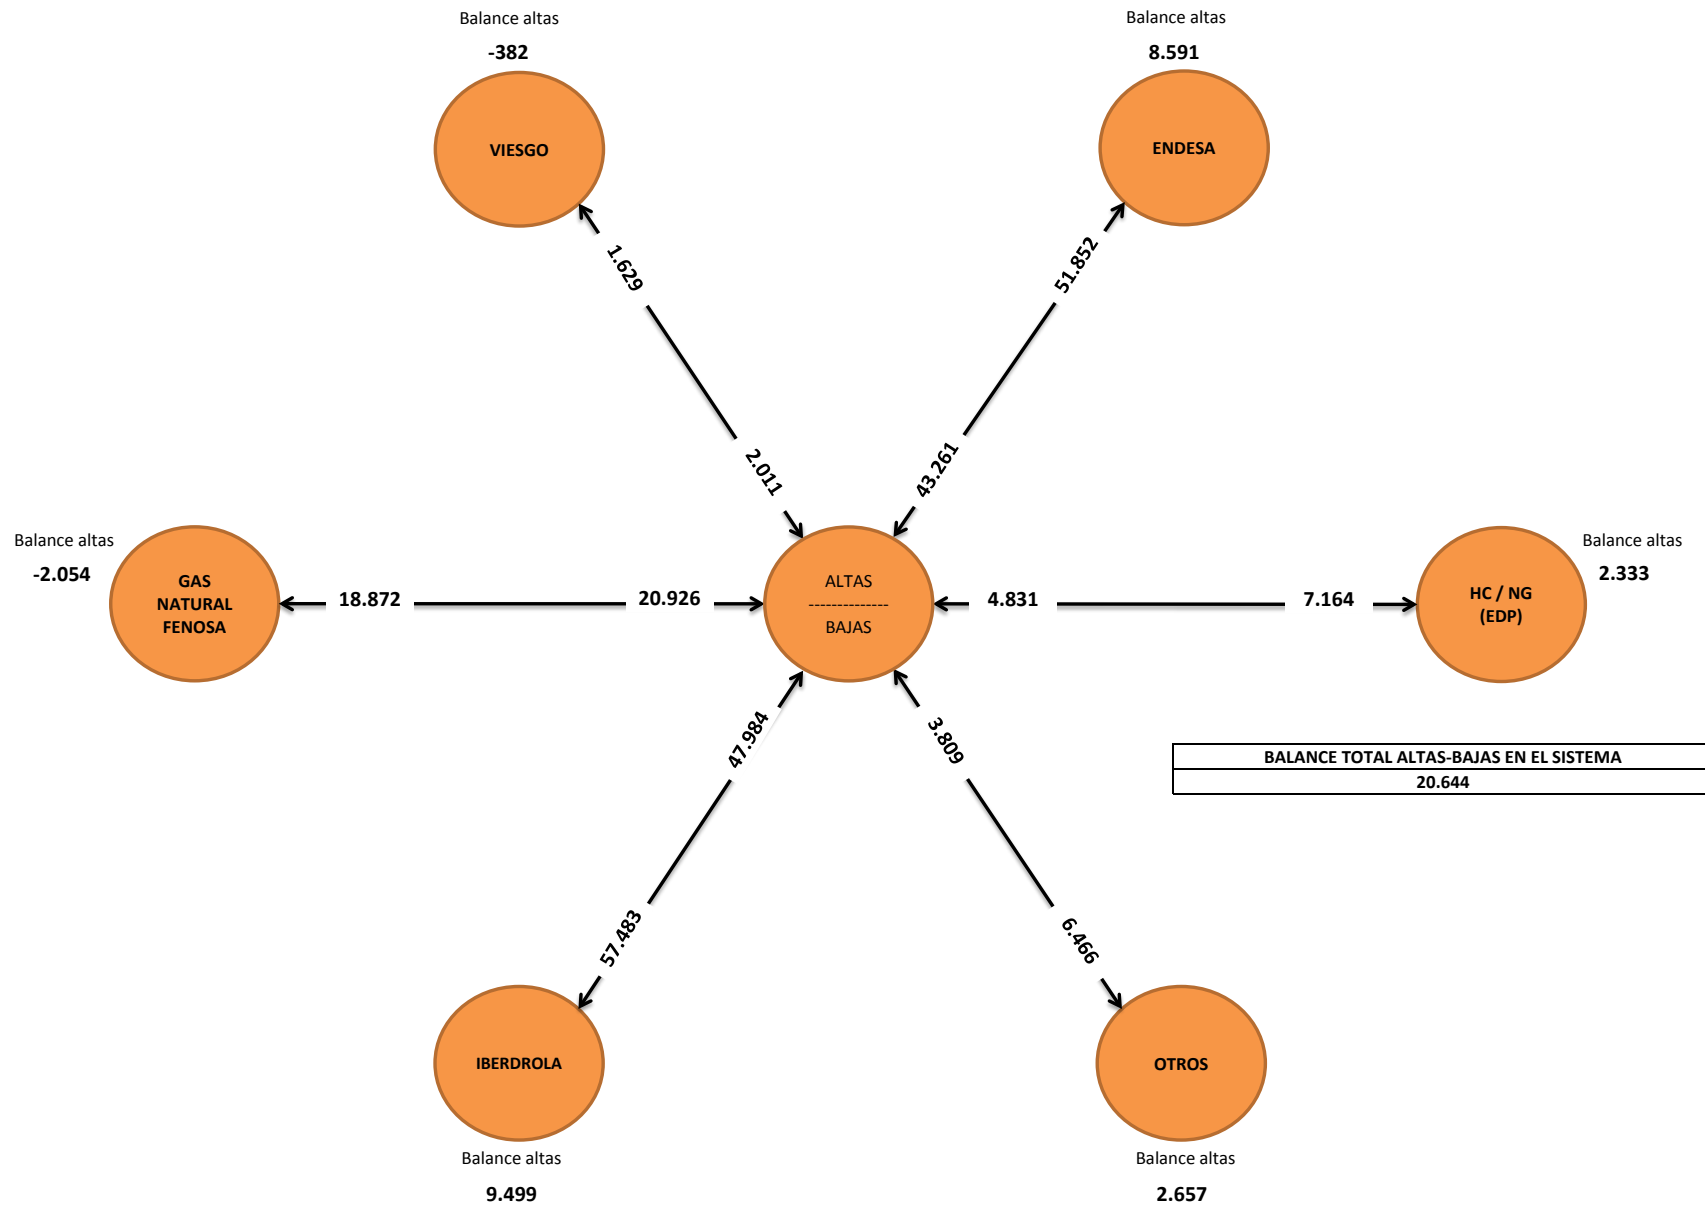 Balance altas
-382
VIESGO
Balance altas
8.591
ENDESA
1.629
2.011
51.852
43.261
Balance altas
-2.054
GAS
NATURAL
FENOSA
18.872
20.926
ALTAS
--------------
BAJAS
4.831
7.164
HC / NG
(EDP)
Balance altas
2.333
47.984
57.483
3.809
6.466
BALANCE TOTAL ALTAS-BAJAS EN EL SISTEMA
20.644
IBERDROLA
Balance altas
9.499
OTROS
Balance altas
2.657